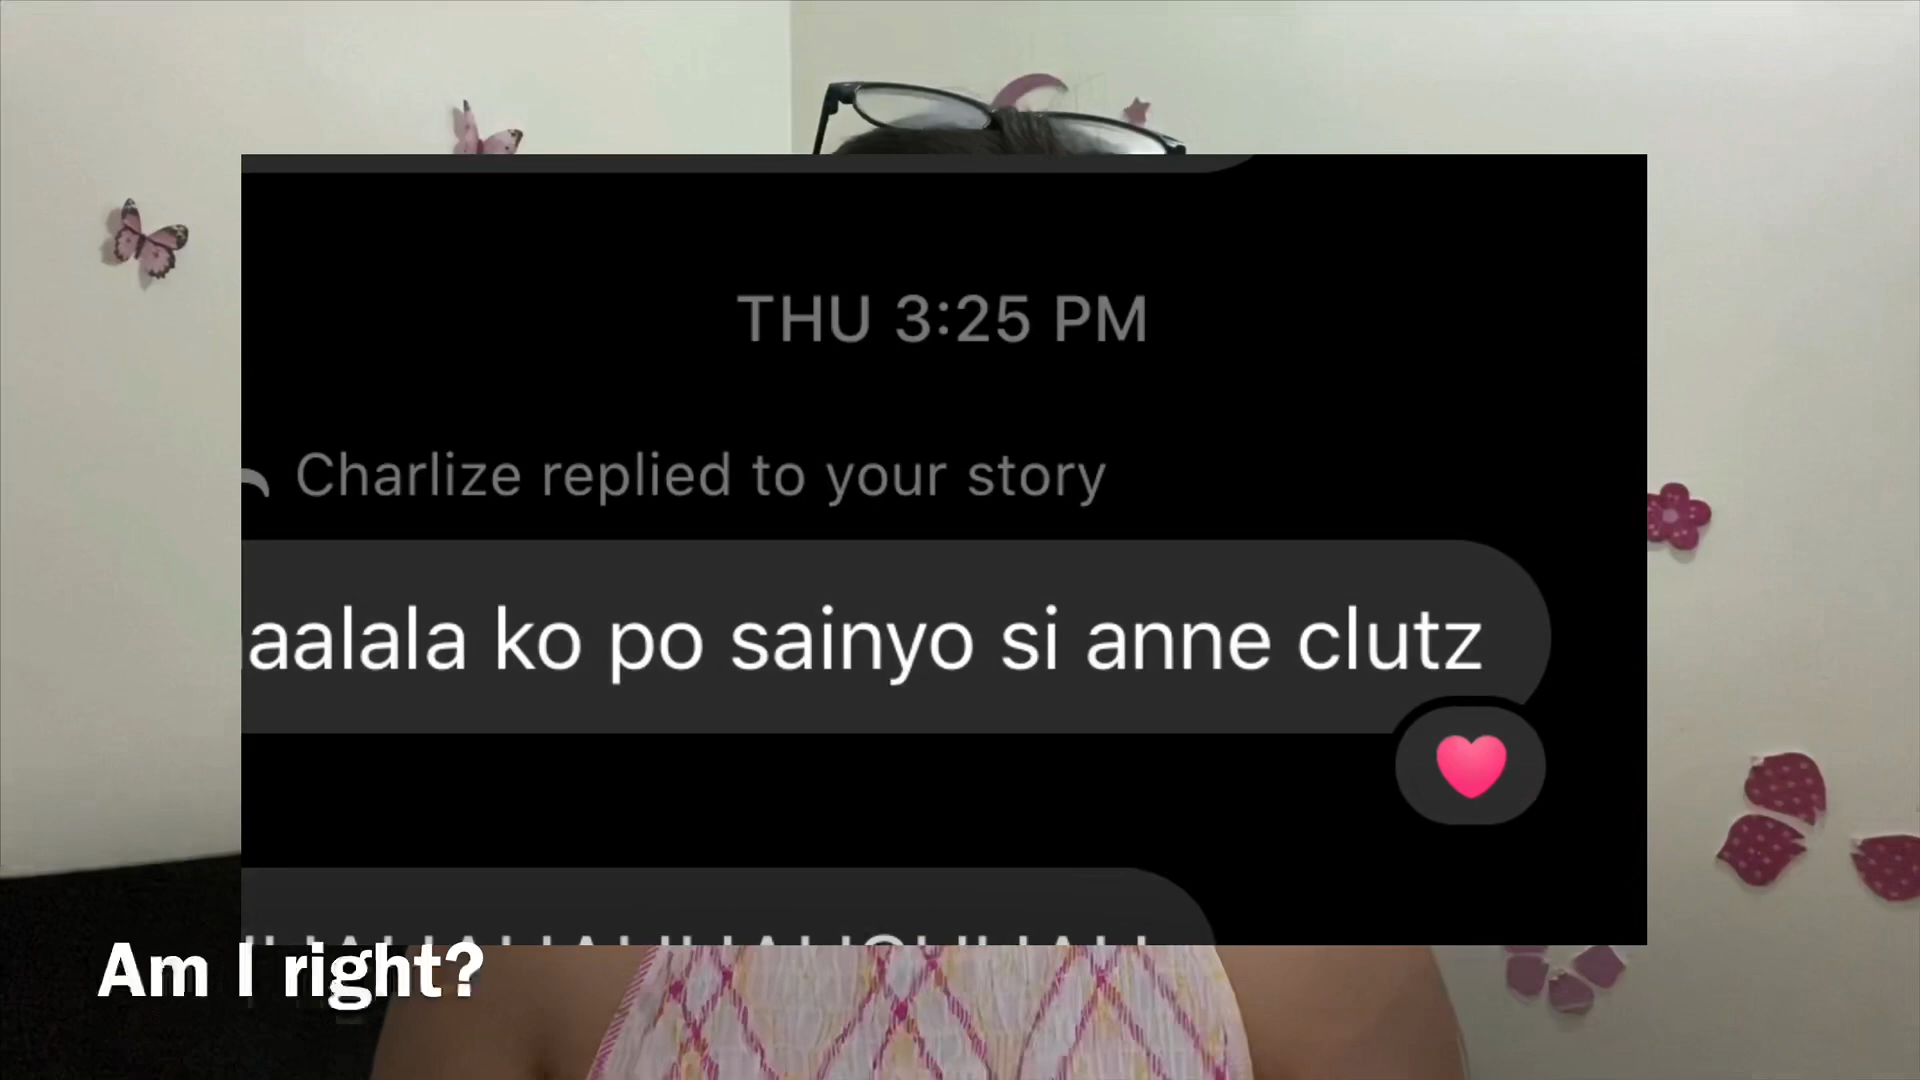 THU 3:25 PM
Charlize replied to your story
aalala ko po sainyo si anne clutz
Am I right?